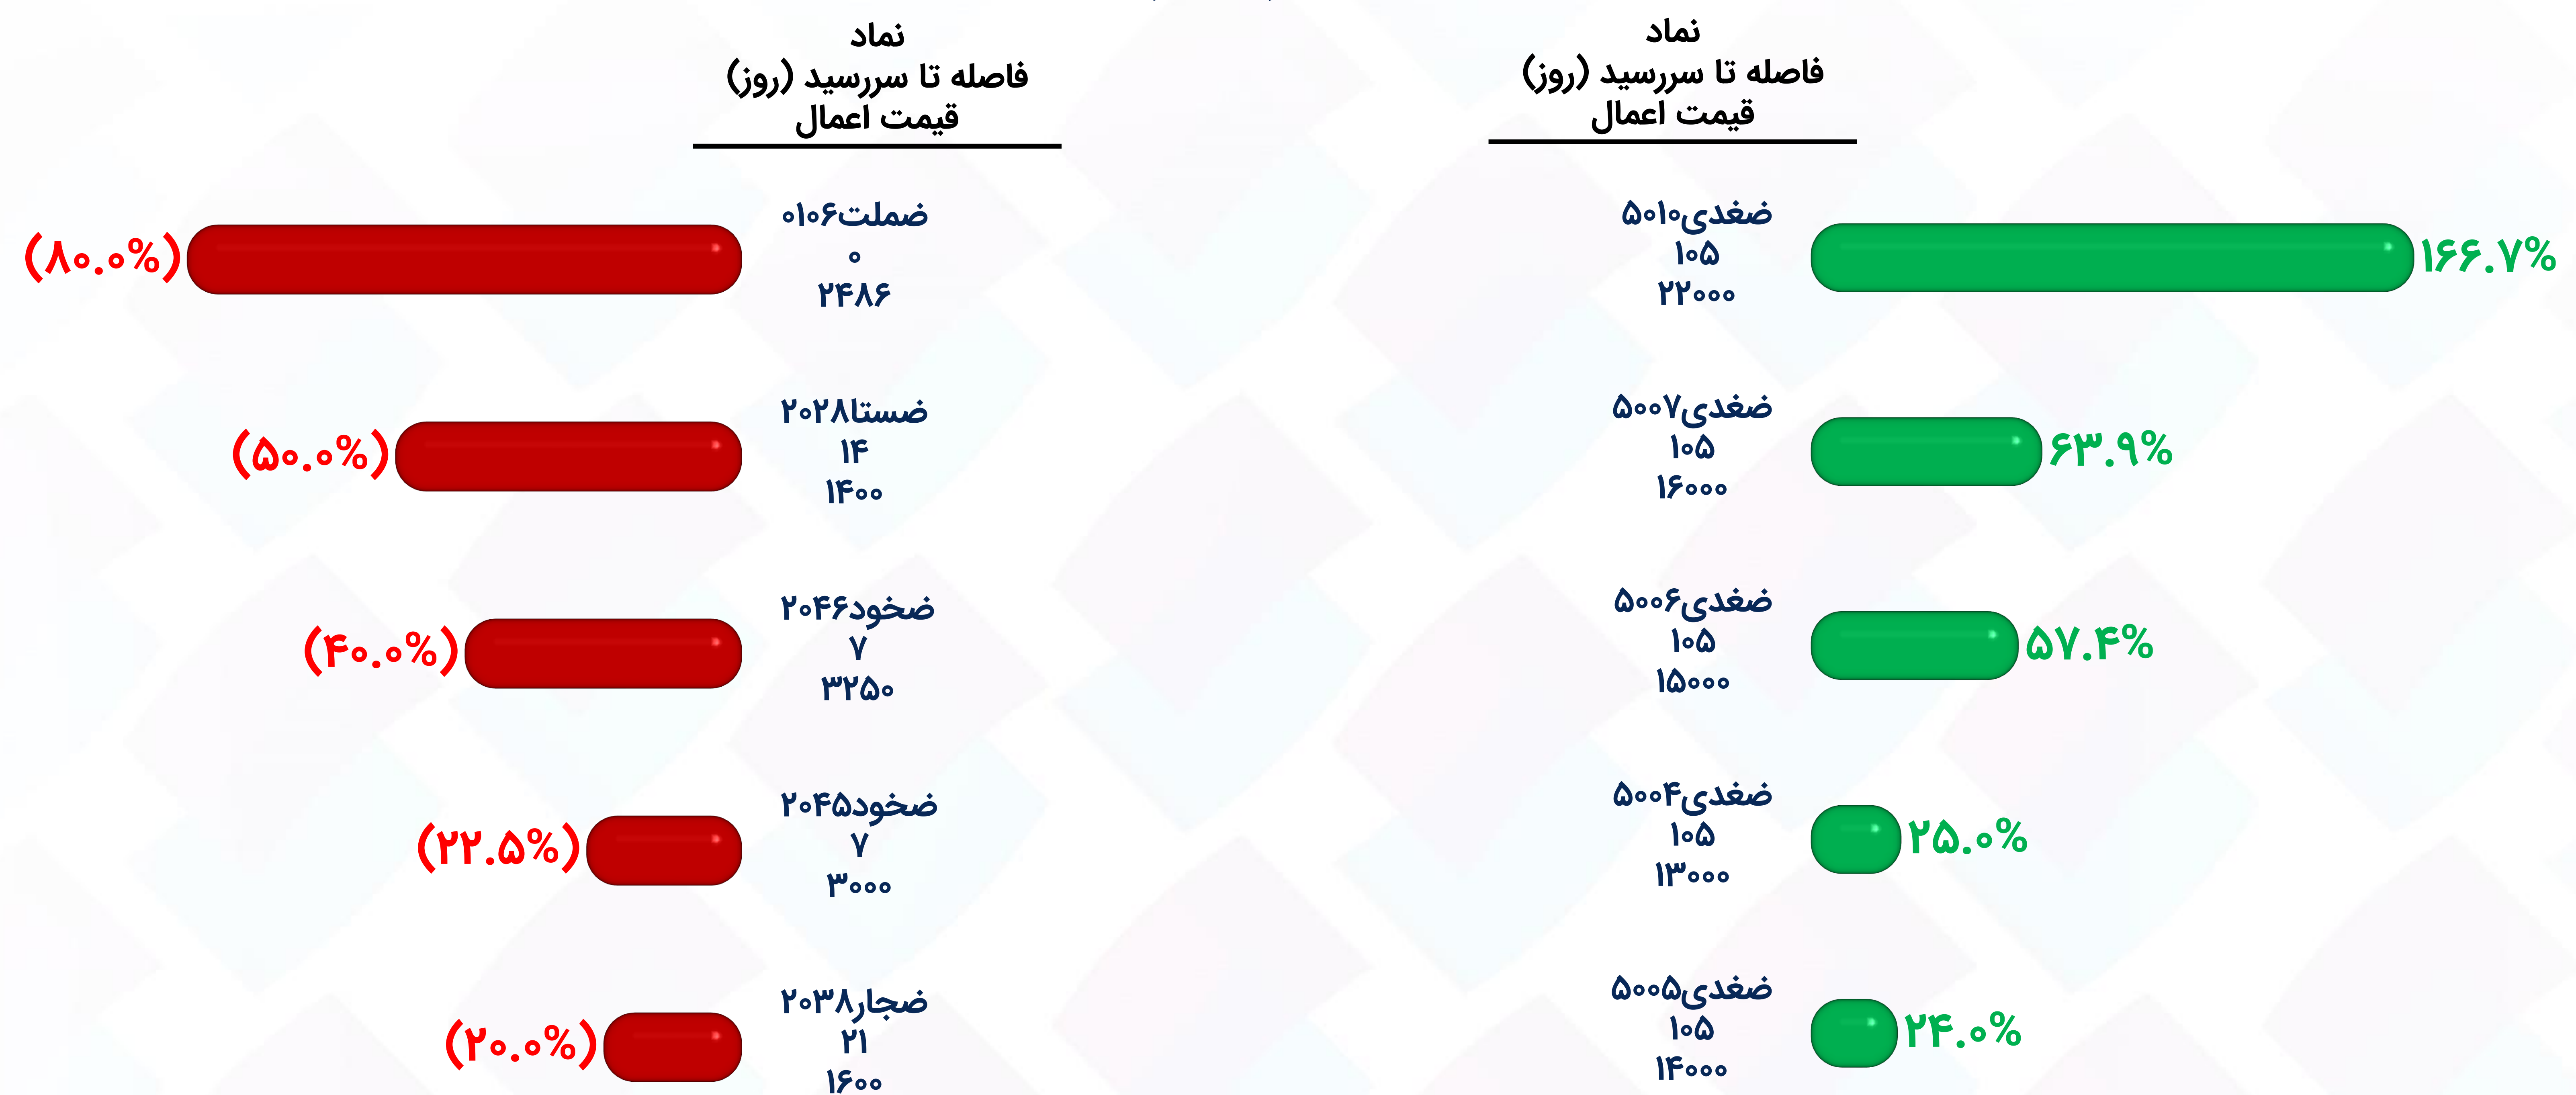 نماد
فاصله تا سررسید (روز)
قیمت اعمال
ضغدی۵۰۱۰
۱۰۵
۲۲۰۰۰
۱۶۶.۷%
ضغدی۵۰۰۷
۱۰۵
۱۶۰۰۰
۶۳.۹%
ضغدی۵۰۰۶
۱۰۵
۱۵۰۰۰
۵۷.۴%
ضغدی۵۰۰۴
۱۰۵
۱۳۰۰۰
۲۵.۰%
ضغدی۵۰۰۵
۱۰۵
۱۴۰۰۰
۲۴.۰%
نماد
فاصله تا سررسید (روز)
قیمت اعمال
ضملت۰۱۰۶
۰
۲۴۸۶
(۸۰.۰%)
ضستا۲۰۲۸
۱۴
۱۴۰۰
(۵۰.۰%)
ضخود۲۰۴۶
۷
۳۲۵۰
(۴۰.۰%)
ضخود۲۰۴۵
۷
۳۰۰۰
(۲۲.۵%)
ضجار۲۰۳۸
۲۱
۱۶۰۰
(۲۰.۰%)